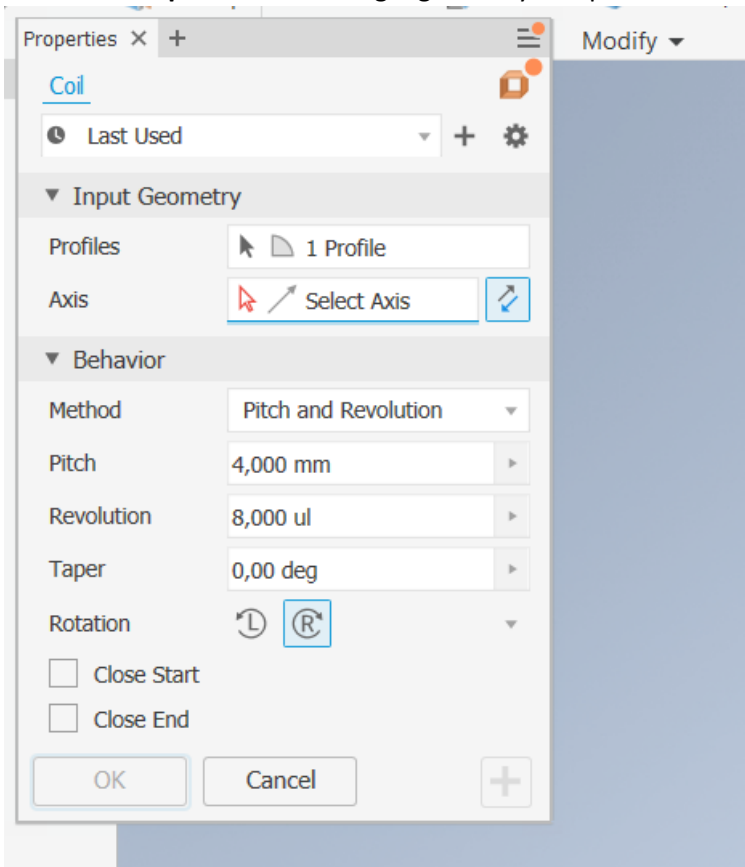 Properties × +
Modify
Coil
Last Used
Input Geometry
Profiles 1 Profile
Axis Select Axis
Behavior
Method Pitch and Revolution
Pitch 4,000 mm
Revolution 8,000 ul
Taper 0,00 deg
Rotation L R
Close Start
Close End
OK Cancel